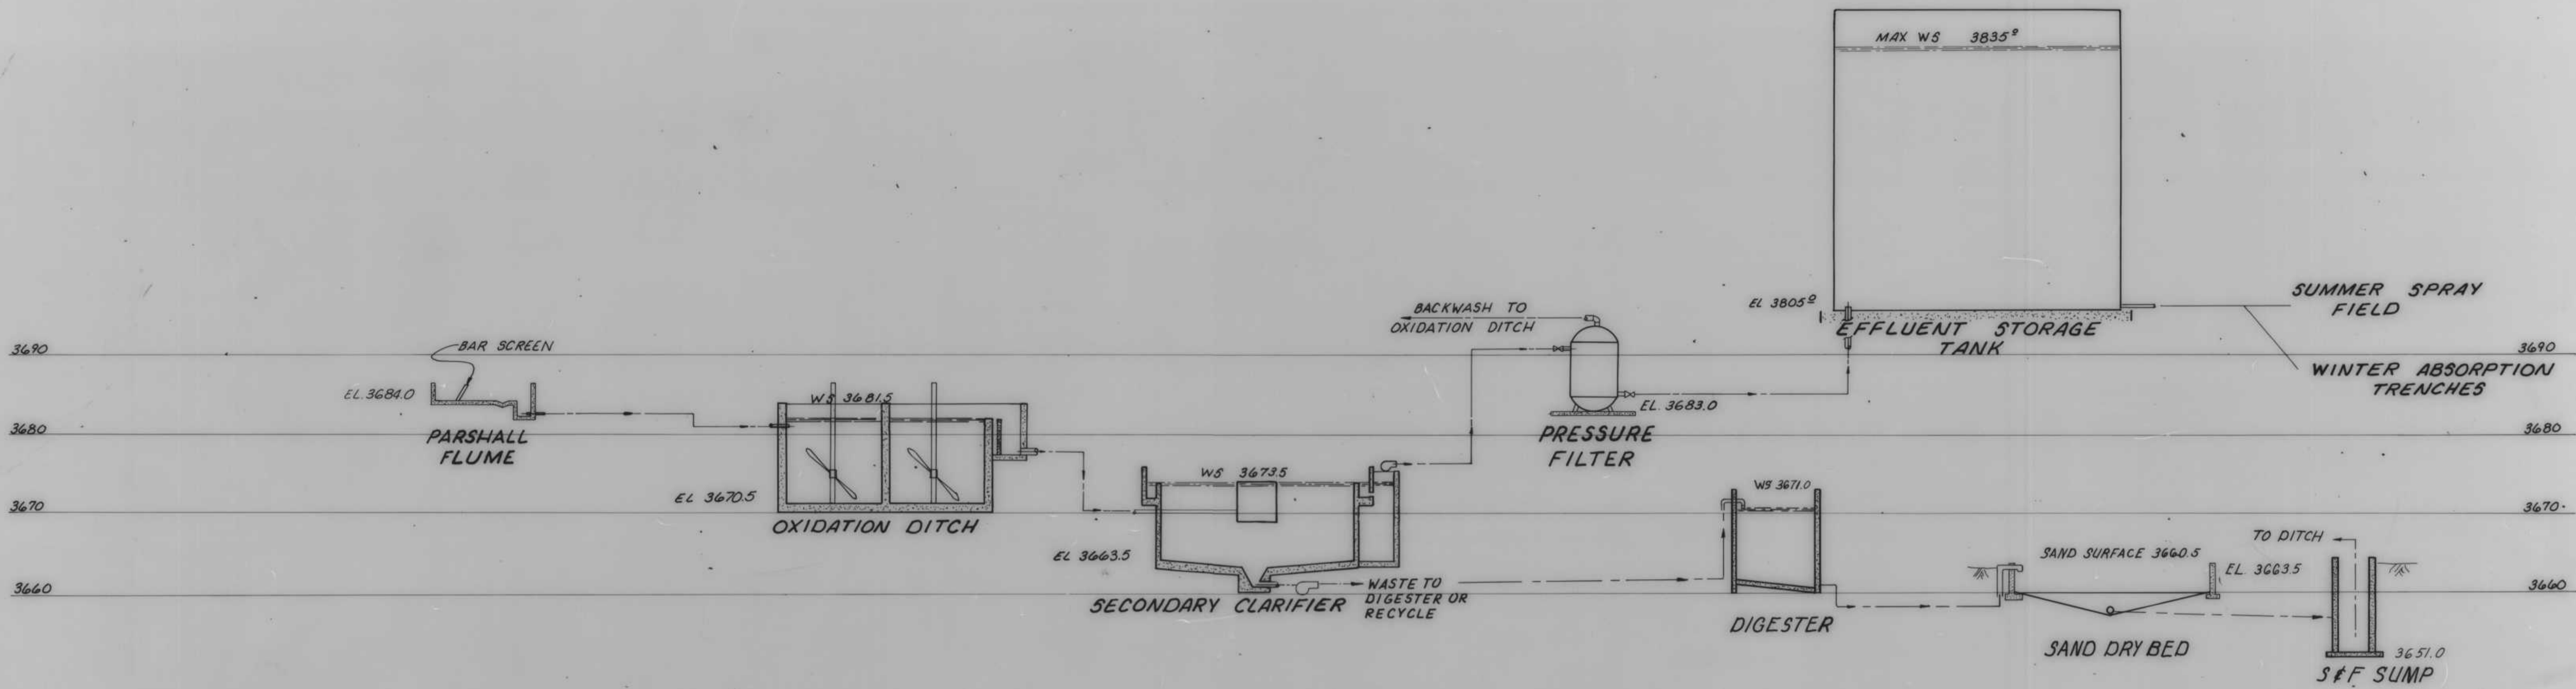 MAX WS 3835⁰
EL 3805⁰
EFFLUENT STORAGE
TANK
SUMMER SPRAY
FIELD
WINTER ABSORPTION
TRENCHES
BACKWASH TO
OXIDATION DITCH
3690
3690
BAR SCREEN
EL. 3684.0
PARSHALL
FLUME
WS 3681.5
EL 3670.5
OXIDATION DITCH
EL. 3683.0
PRESSURE
FILTER
3680
3680
WS 3673.5
EL 3663.5
SECONDARY CLARIFIER
WASTE TO
DIGESTER OR
RECYCLE
WS 3671.0
DIGESTER
3670
3670
SAND SURFACE 3660.5
EL. 3663.5
SAND DRY BED
TO DITCH
3651.0
S&F SUMP
3660
3660